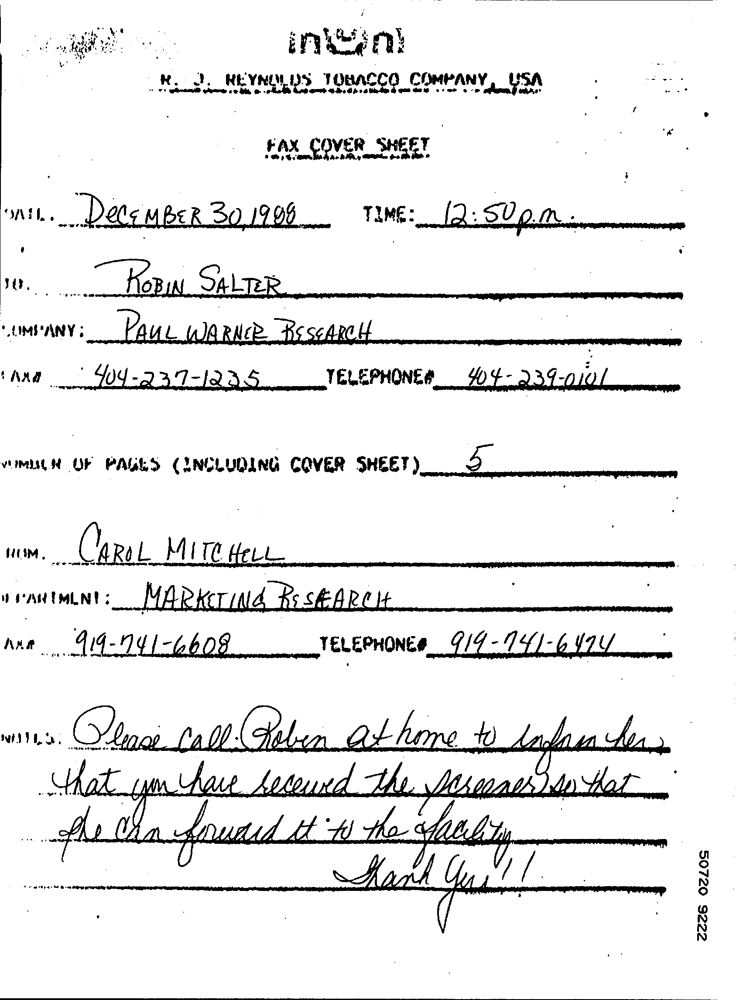 R. J. REYNOLDS TOBACCO COMPANY, USA
FAX COVER SHEET
DATE: DECEMBER 30, 1988 TIME: 12:50 p.m.
TO: ROBIN SALTER
COMPANY: PAUL WARNER RESEARCH
FAX# 404-237-1235 TELEPHONE# 404-239-0101
NUMBER OF PAGES (INCLUDING COVER SHEET) 5
FROM: CAROL MITCHELL
DEPARTMENT: MARKETING RESEARCH
FAX# 919-741-6608 TELEPHONE# 919-741-6474
NOTES: Please call Robin at home to inform her
that you have received the screener, so that
she can forward it to the facility
Thank You!!
50720 9222